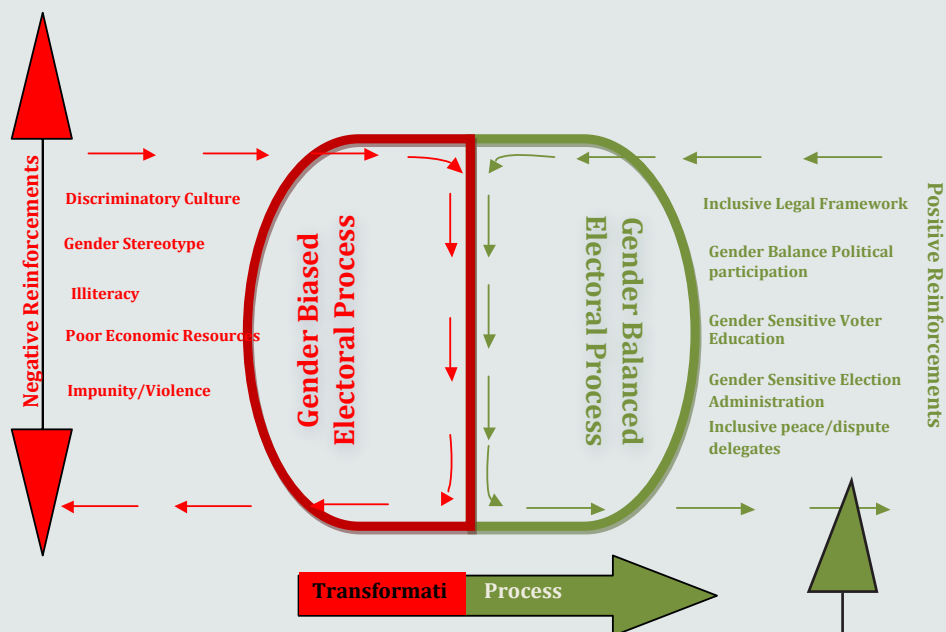 Negative Reinforcements
Discriminatory Culture
Gender Stereotype
Illiteracy
Poor Economic Resources
Impunity/Violence
Gender Biased
Electoral Process
Gender Balanced
Electoral Process
Inclusive Legal Framework
Gender Balance Political
participation
Gender Sensitive Voter
Education
Gender Sensitive Election
Administration
Inclusive peace/dispute
delegates
Positive Reinforcements
Transformati Process